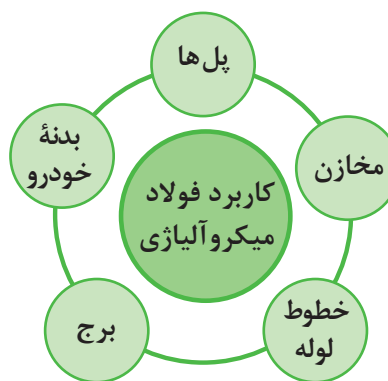 پل‌ها
بدنهٔ
خودرو
مخازن
کاربرد فولاد
میکروآلیاژی
برج
خطوط
لوله